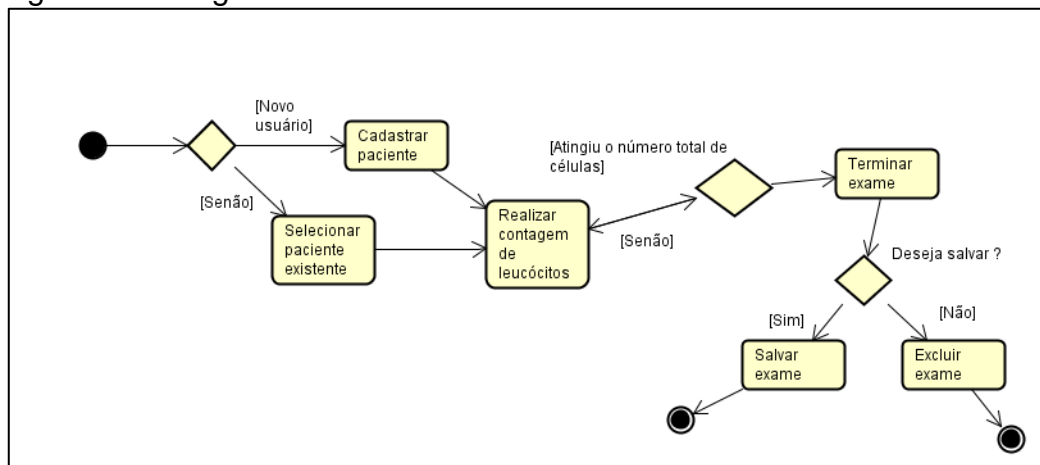 [Novo
usuário]
Cadastrar
paciente
[Senão]
Selecionar
paciente
existente
Realizar
contagem
de
leucócitos
[Atingiu o número total de
células]
[Senão]
Terminar
exame
Deseja salvar ?
[Sim]
[Não]
Salvar
exame
Excluir
exame